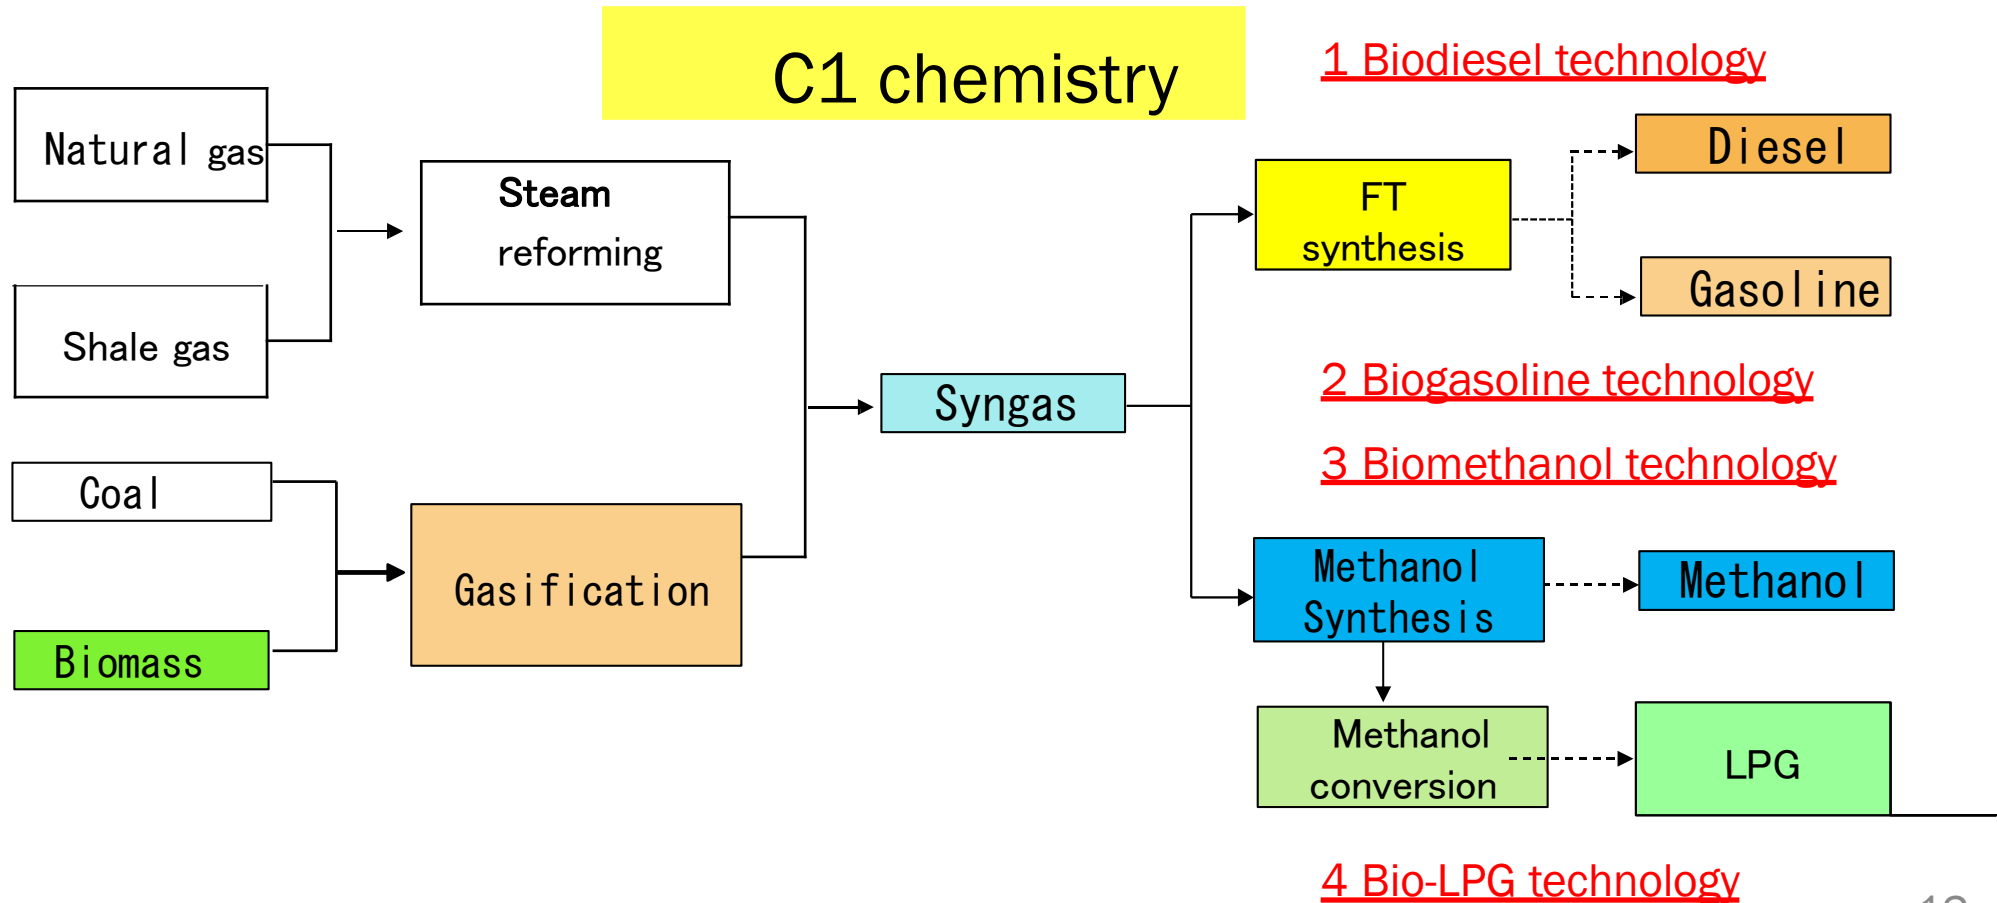 C1 chemistry
1 Biodiesel technology
Natural gas
Shale gas
Coal
Biomass
Steam
reforming
Gasification
Syngas
FT
synthesis
Diesel
Gasoline
2 Biogasoline technology
3 Biomethanol technology
Methanol
Synthesis
Methanol
Methanol
conversion
LPG
4 Bio-LPG technology